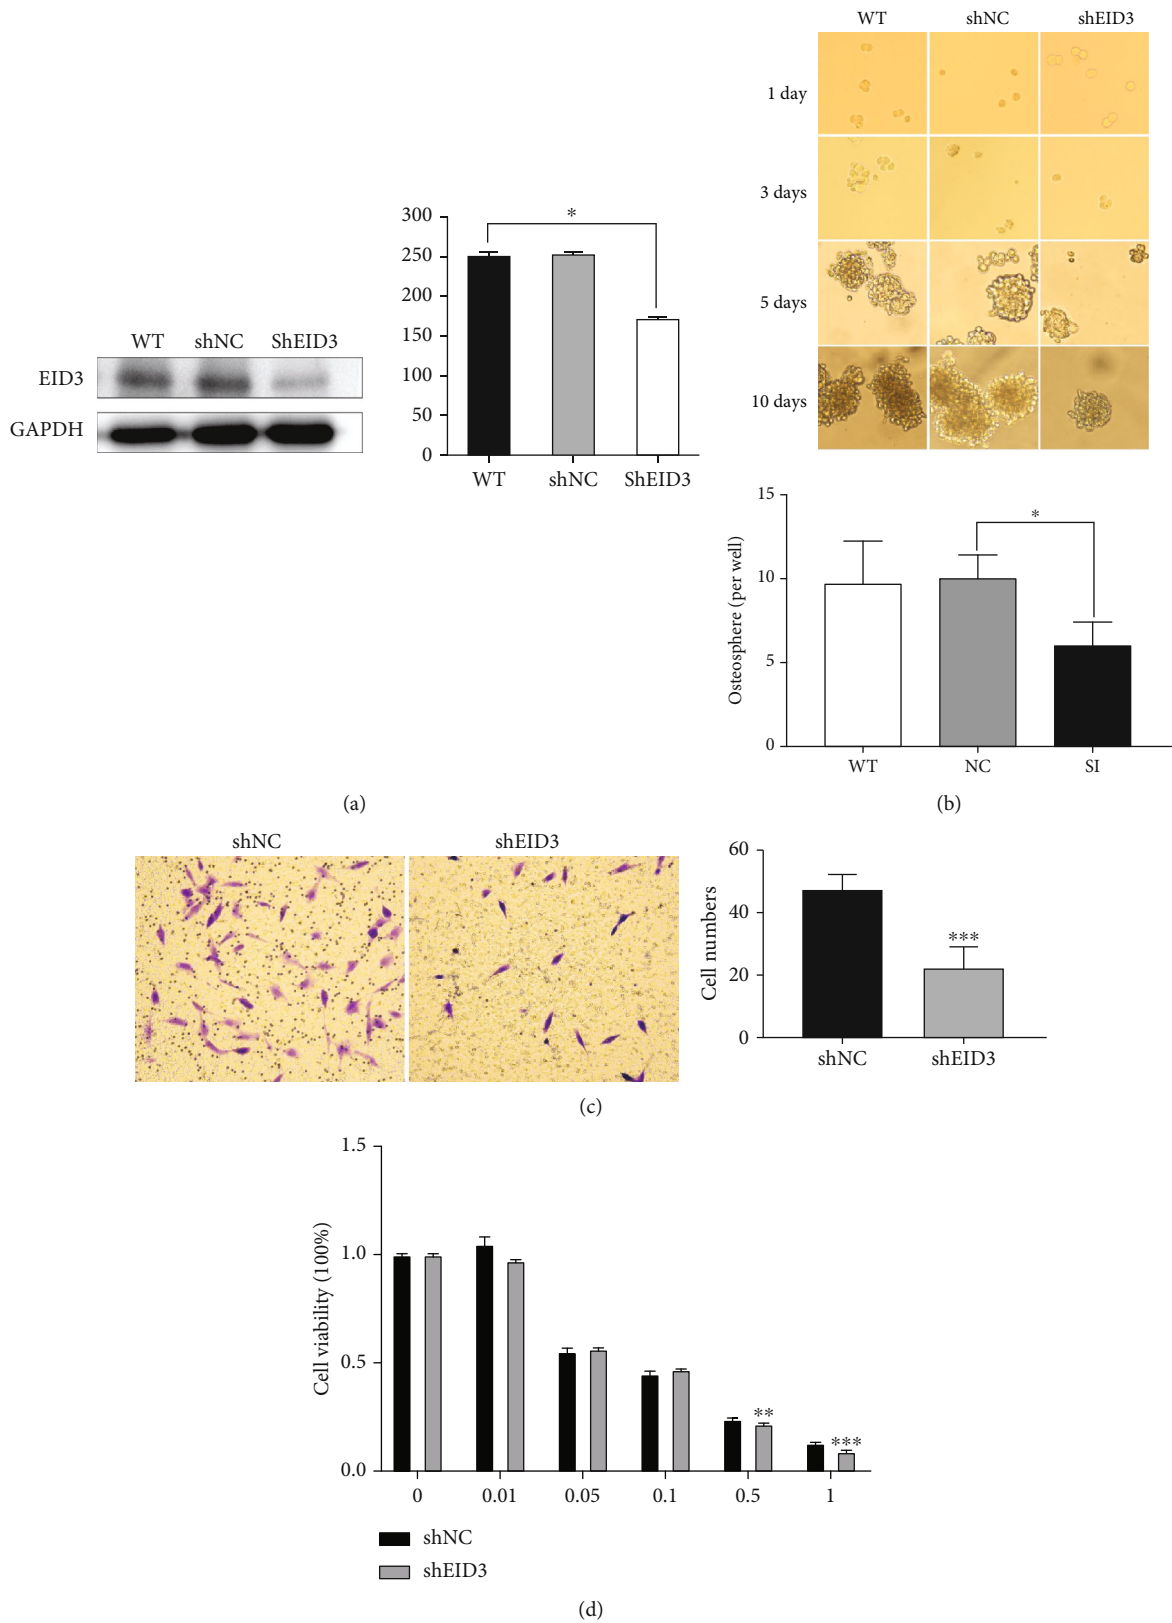 WT shNC ShEID3
EID3
GAPDH
300
250
200
150
100
50
0
*
WT shNC ShEID3
(a)
WT shNC shEID3
1 day
3 days
5 days
10 days
Osteosphere (per well)
15
10
5
0
*
WT NC SI
(b)
shNC shEID3
Cell numbers
60
40
20
0
***
shNC shEID3
(c)
Cell viability (100%)
1.5
1.0
0.5
0.0
**
***
0 0.01 0.05 0.1 0.5 1
shNC
shEID3
(d)